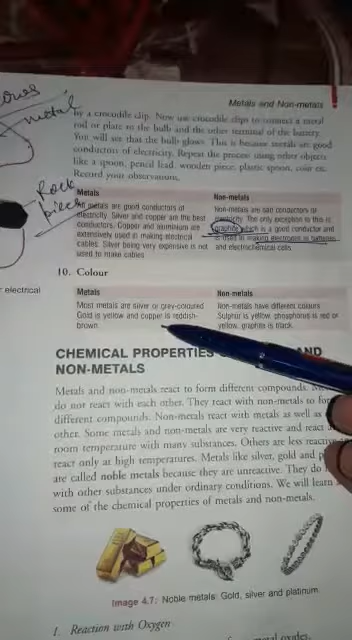 metal
Rock
piece
Metals and Non-metals
by a crocodile clip. Now use crocodile clips to connect a metal
rod or plate to the bulb and the other terminal of the battery.
You will see that the bulb glows. This is because metals are good
conductors of electricity. Repeat the process using other objects
like a spoon, pencil lead, wooden piece, plastic spoon, coin etc.
Record your observations.
Metals
Non-metals
metals are good conductors of
electricity. Silver and copper are the best
conductors. Copper and aluminium are
extensively used in making electrical
cables. Silver being very expensive is not
used to make cables
Non-metals are bad conductors of
electricity. The only exception to this is
graphite which is a good conductor and
is used in making electrodes in batteries
and electrochemical cells
10. Colour
r electrical
Metals
Non-metals
Most metals are silver or grey-coloured
Gold is yellow and copper is reddish-
brown.
Non-metals have different colours
Sulphur is yellow, phosphorus is red or
yellow, graphite is black.
CHEMICAL PROPERTIES AND
NON-METALS
Metals and non-metals react to form different compounds.
do not react with each other. They react with non-metals to form
different compounds. Non-metals react with metals as well as
other. Some metals and non-metals are very reactive and react
room temperature with many substances. Others are less reactive
react only at high temperatures. Metals like silver, gold and
are called noble metals because they are unreactive. They do
with other substances under ordinary conditions. We will learn
some of the chemical properties of metals and non-metals.
Image 4.7: Noble metals: Gold, silver and platinum
1. Reaction with Oxygen
metal oxides.